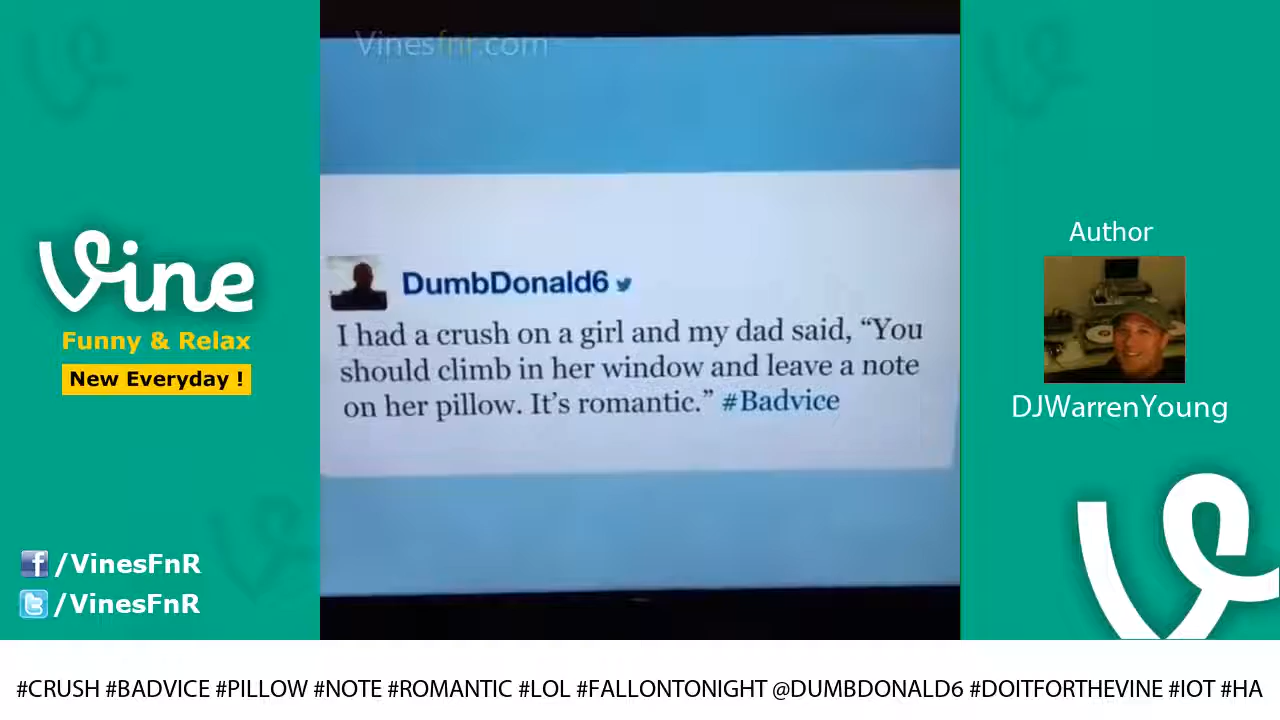 Vinesfnr.com
Vine
Funny & Relax
New Everyday !
f /VinesFnR
t /VinesFnR
DumbDonald6
I had a crush on a girl and my dad said, “You
should climb in her window and leave a note
on her pillow. It’s romantic.” #Badvice
Author
DJWarrenYoung
#CRUSH #BADVICE #PILLOW #NOTE #ROMANTIC #LOL #FALLONTONIGHT @DUMBDONALD6 #DOITFORTHEVINE #IOT #HA